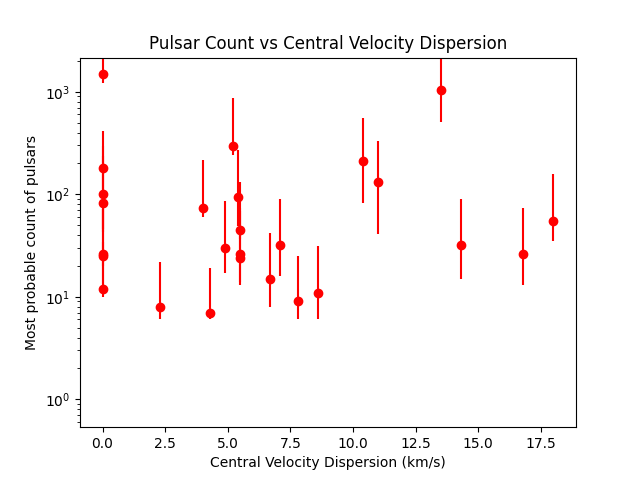 Pulsar Count vs Central Velocity Dispersion
Most probable count of pulsars
10³
10²
10¹
10⁰
0.0 2.5 5.0 7.5 10.0 12.5 15.0 17.5
Central Velocity Dispersion (km/s)